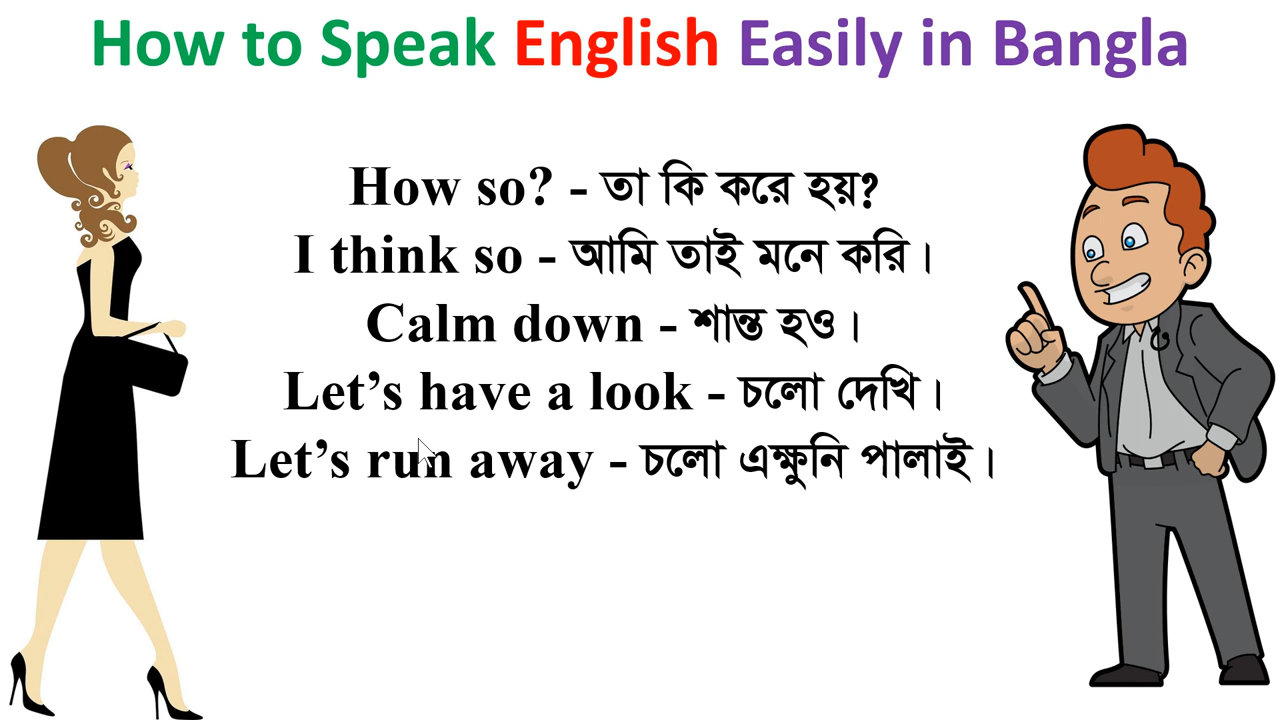 How to Speak English Easily in Bangla
How so? - তা কি করে হয়?
I think so - আমি তাই মনে করি।
Calm down - শান্ত হও।
Let’s have a look - চলো দেখি।
Let’s run away - চলো এক্ষুনি পালাই।